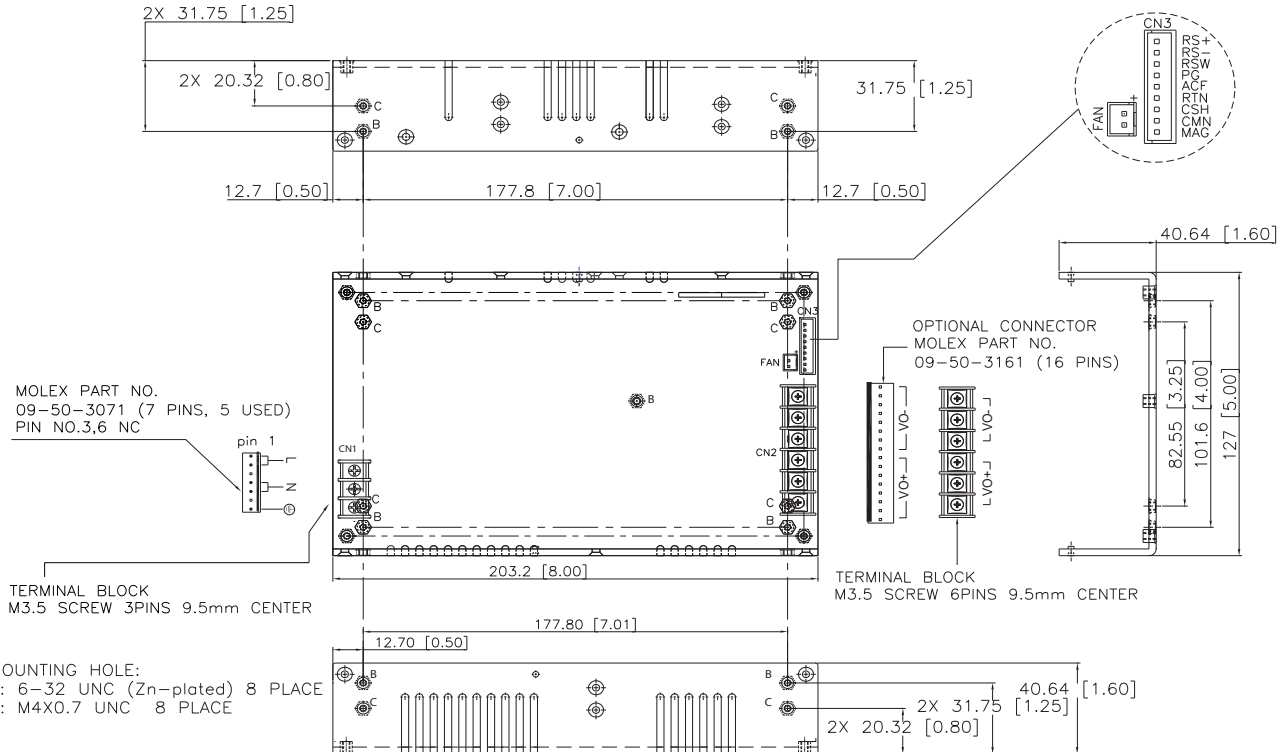 2X 31.75 [1.25]
2X 20.32 [0.80]
C
B
C
B
31.75 [1.25]
12.7 [0.50]
177.8 [7.00]
12.7 [0.50]
CN3
RS+
RS-
RSW
PG
ACF
RTN
CSH
CMN
MAG
FAN
+
40.64 [1.60]
B
C
B
C
CN3
FAN
+
B
CN1
CN2
C
B
C
B
MOLEX PART NO.
09-50-3071 (7 PINS, 5 USED)
PIN NO.3,6 NC
pin 1
L
N
OPTIONAL CONNECTOR
MOLEX PART NO.
09-50-3161 (16 PINS)
VO-
VO+
VO-
VO+
82.55 [3.25]
101.6 [4.00]
127 [5.00]
203.2 [8.00]
TERMINAL BLOCK
M3.5 SCREW 3PINS 9.5mm CENTER
TERMINAL BLOCK
M3.5 SCREW 6PINS 9.5mm CENTER
177.80 [7.01]
12.70 [0.50]
OUNTING HOLE:
: 6-32 UNC (Zn-plated) 8 PLACE
: M4X0.7 UNC 8 PLACE
B
C
B
C
40.64 [1.60]
2X 31.75 [1.25]
2X 20.32 [0.80]